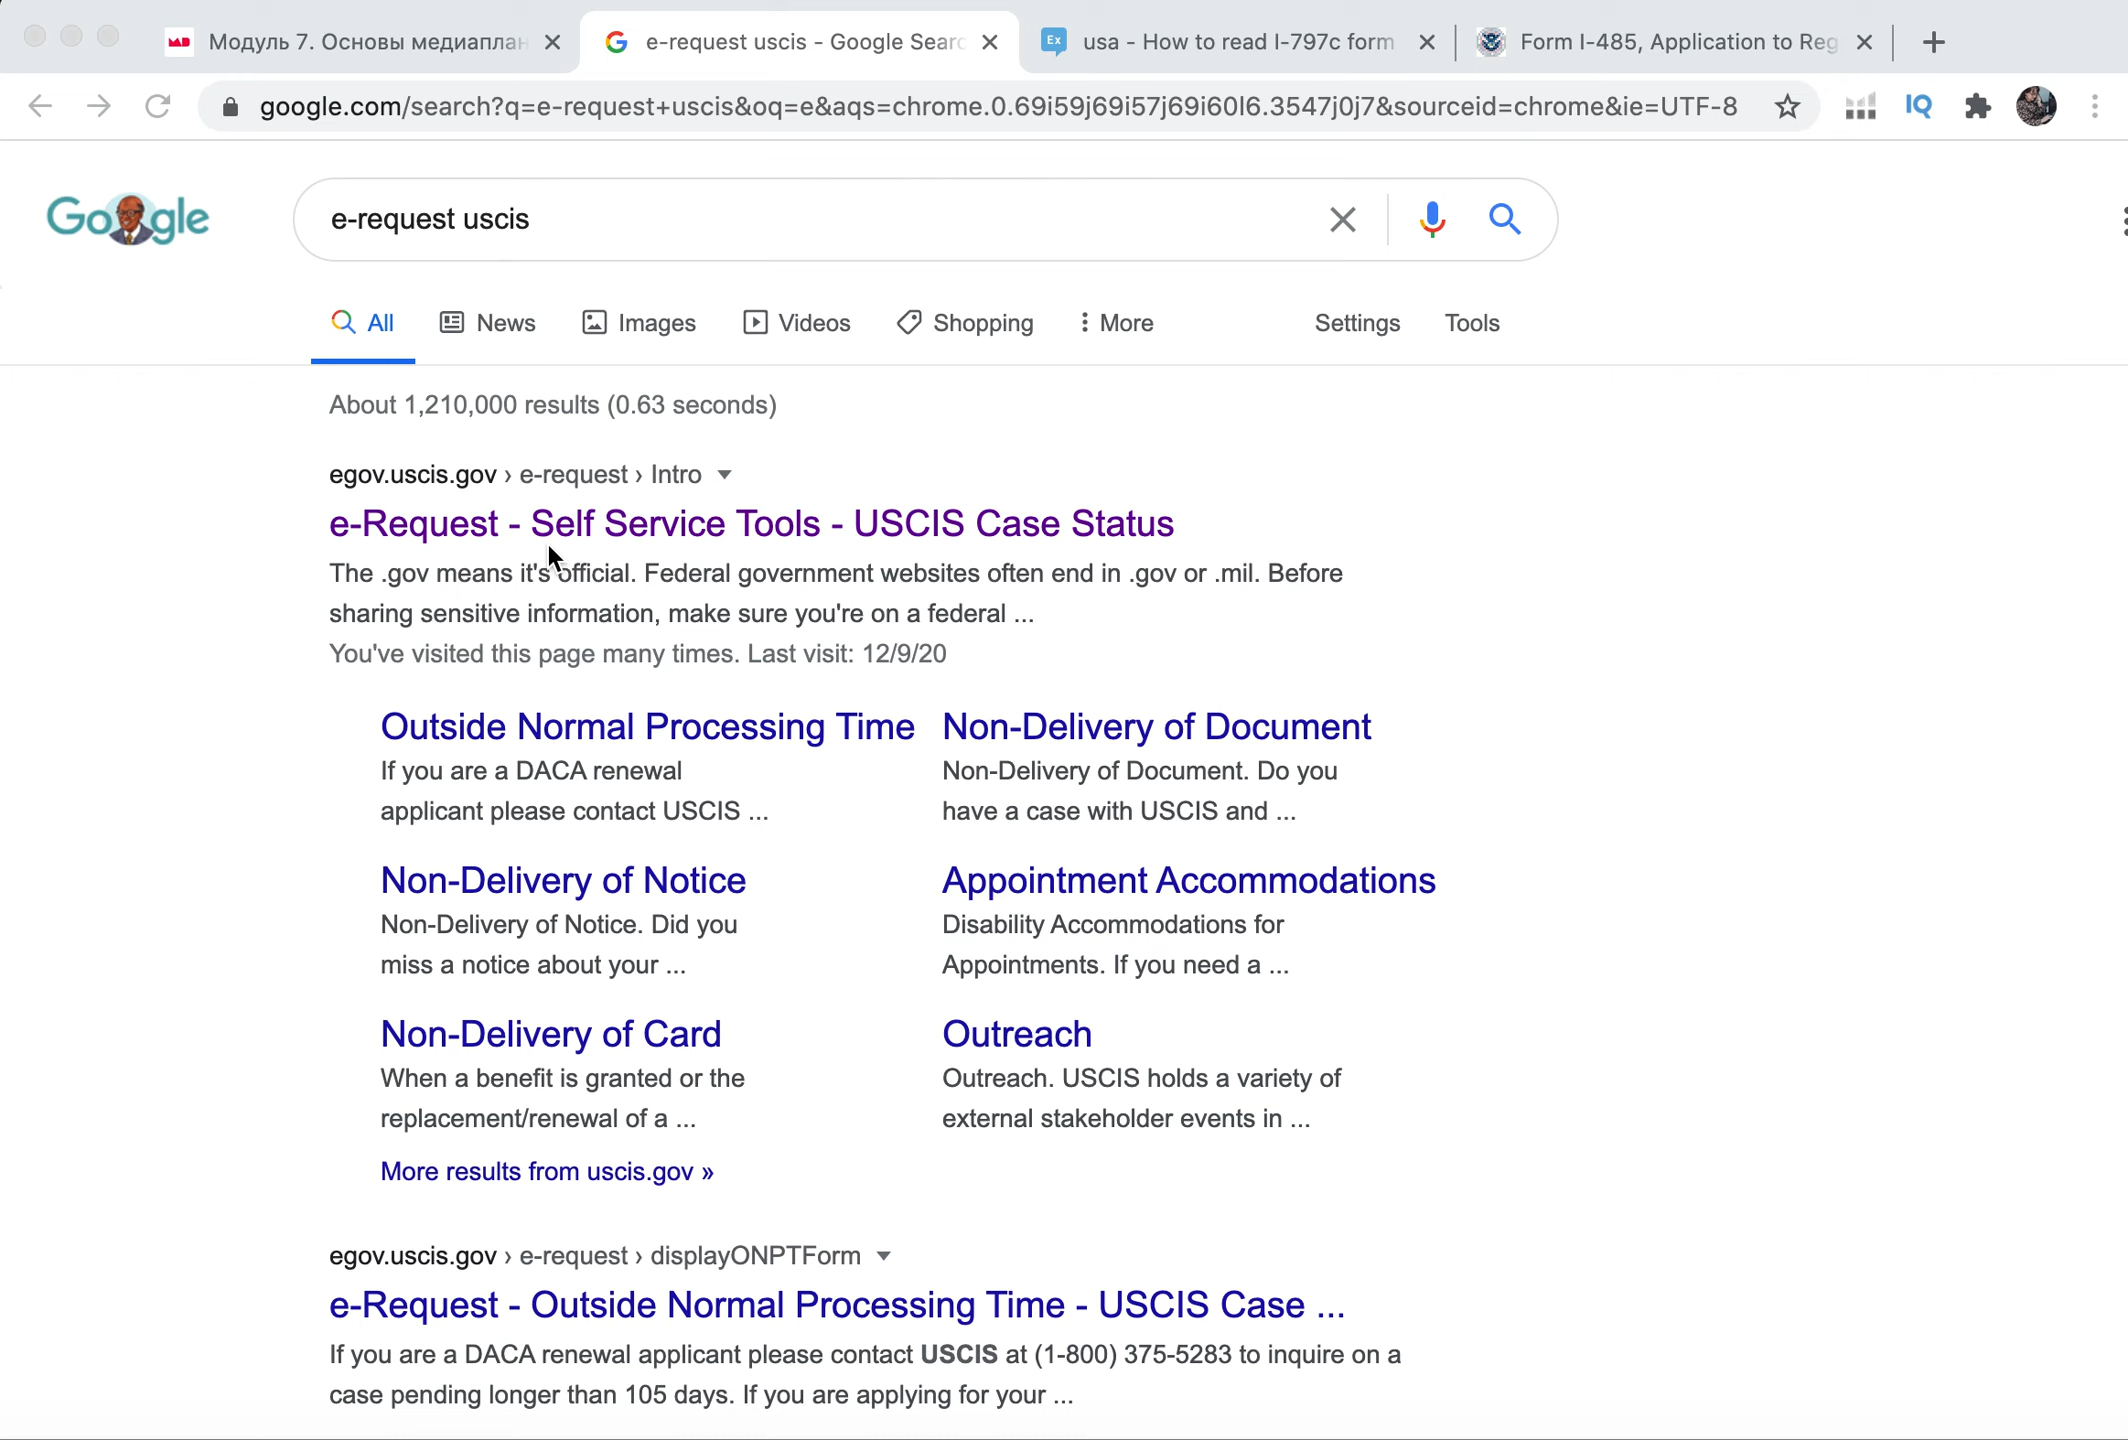 Модуль 7. Основы медиаплан
e-request uscis - Google Searc
Ex
usa - How to read I-797c form
Form I-485, Application to Reg
google.com/search?q=e-request+uscis&oq=e&aqs=chrome.0.69i59j69i57j69i60l6.3547j0j7&sourceid=chrome&ie=UTF-8
IQ
Google
e-request uscis
All
News
Images
Videos
Shopping
More
Settings
Tools
About 1,210,000 results (0.63 seconds)
egov.uscis.gov › e-request › Intro
e-Request - Self Service Tools - USCIS Case Status
The .gov means it's official. Federal government websites often end in .gov or .mil. Before
sharing sensitive information, make sure you're on a federal ...
You've visited this page many times. Last visit: 12/9/20
Outside Normal Processing Time
If you are a DACA renewal
applicant please contact USCIS ...
Non-Delivery of Document
Non-Delivery of Document. Do you
have a case with USCIS and ...
Non-Delivery of Notice
Non-Delivery of Notice. Did you
miss a notice about your ...
Appointment Accommodations
Disability Accommodations for
Appointments. If you need a ...
Non-Delivery of Card
When a benefit is granted or the
replacement/renewal of a ...
Outreach
Outreach. USCIS holds a variety of
external stakeholder events in ...
More results from uscis.gov »
egov.uscis.gov › e-request › displayONPTForm
e-Request - Outside Normal Processing Time - USCIS Case ...
If you are a DACA renewal applicant please contact USCIS at (1-800) 375-5283 to inquire on a
case pending longer than 105 days. If you are applying for your ...